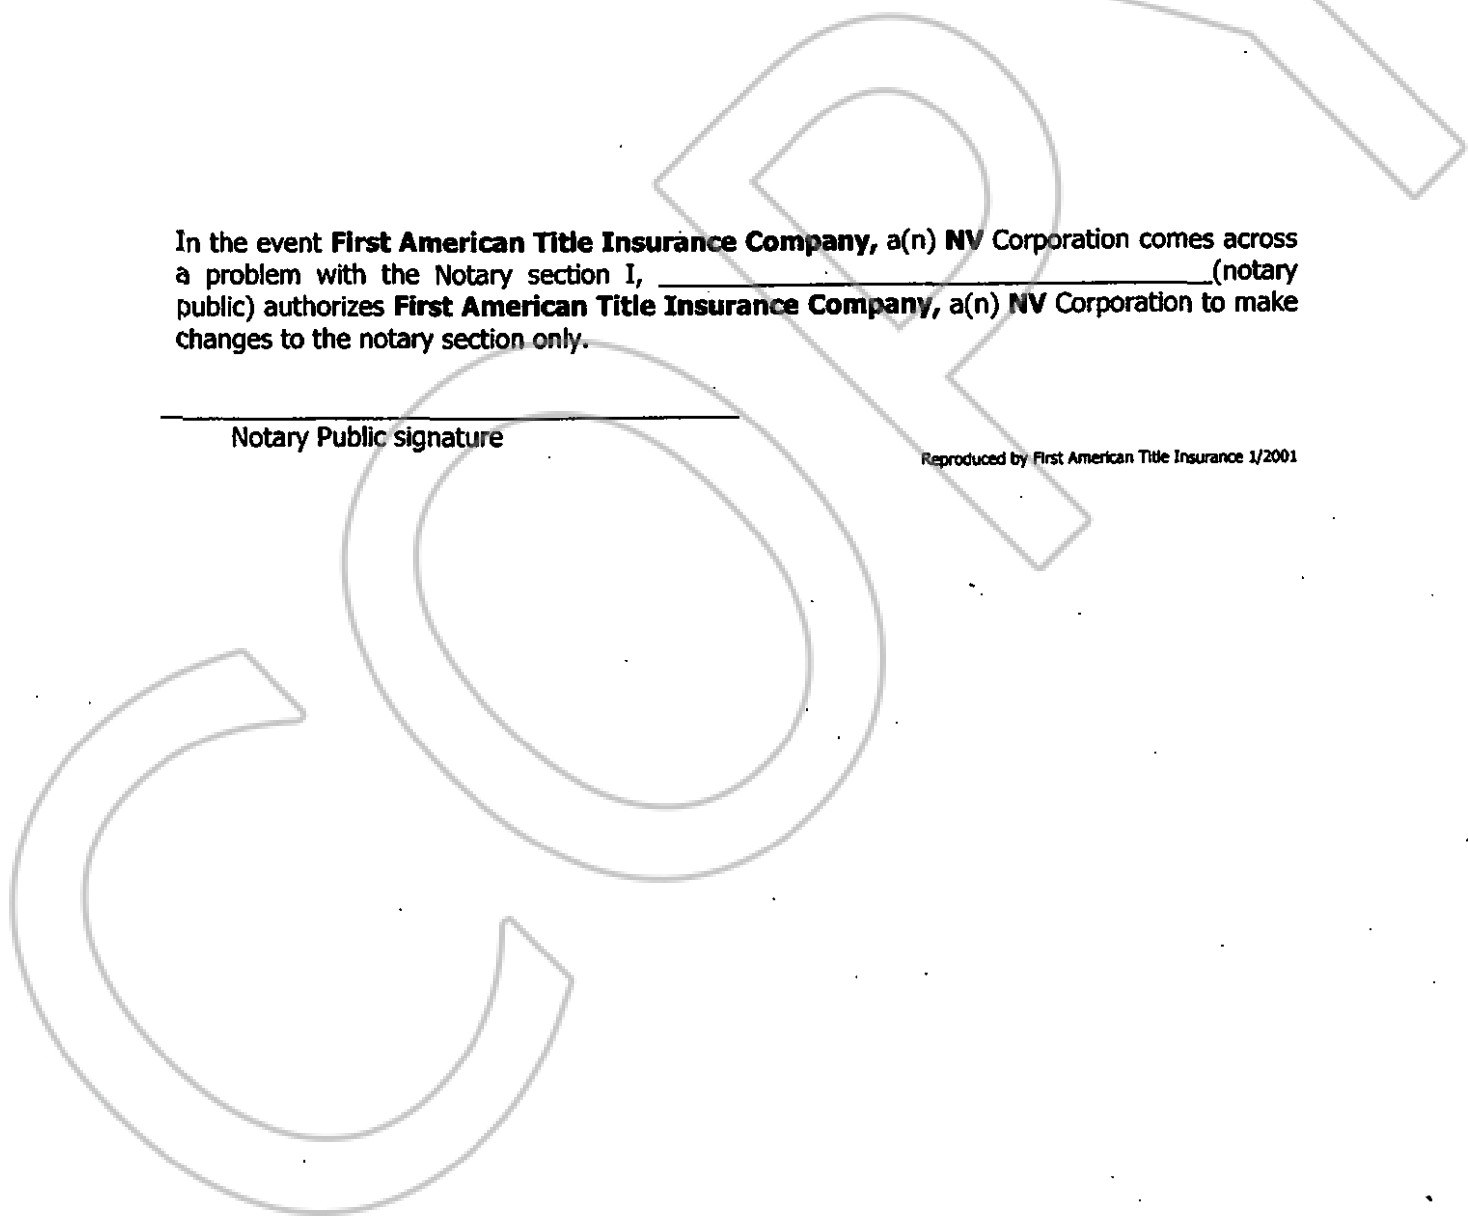 In the event First American Title Insurance Company, a(n) NV Corporation comes across
a problem with the Notary section I, ______________________________(notary
public) authorizes First American Title Insurance Company, a(n) NV Corporation to make
changes to the notary section only.
Notary Public signature
Reproduced by First American Title Insurance 1/2001
COPY